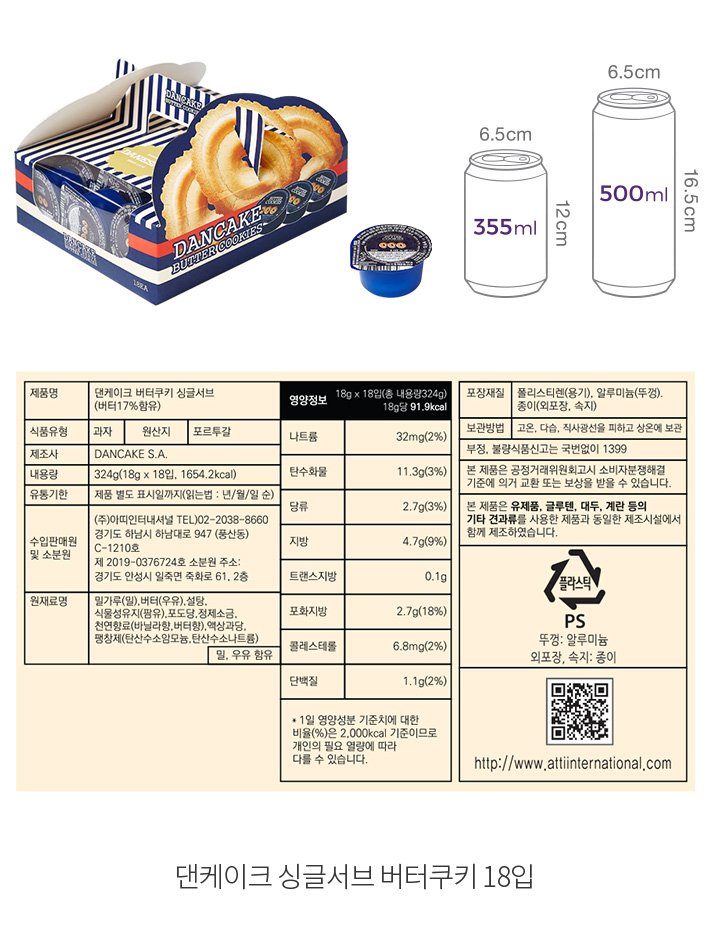 DANCAKE
BUTTER COOKIES
DANCAKE
BUTTER COOKIES
DANCAKE
18EA
6.5cm
355ml
12cm
6.5cm
500ml
16.5cm
제품명
댄케이크 버터쿠키 싱글서브
(버터17%함유)
식품유형
과자
원산지
포르투갈
제조사
DANCAKE S.A.
내용량
324g(18g x 18입, 1654.2kcal)
유통기한
제품 별도 표시일까지(읽는법 : 년/월/일 순)
수입판매원
및 소분원
(주)아띠인터내셔널 TEL)02-2038-8660
경기도 하남시 하남대로 947 (풍산동)
C-1210호
제 2019-0376724호 소분원 주소:
경기도 안성시 일죽면 죽화로 61, 2층
원재료명
밀가루(밀),버터(우유),설탕,
식물성유지(팜유),포도당,정제소금,
천연향료(바닐라향,버터향),액상과당,
팽창제(탄산수소암모늄,탄산수소나트륨)
밀, 우유 함유
영양정보
18g x 18입(총 내용량324g)
18g당 91.9kcal
나트륨 32mg(2%)
탄수화물 11.3g(3%)
당류 2.7g(3%)
지방 4.7g(9%)
트랜스지방 0.1g
포화지방 2.7g(18%)
콜레스테롤 6.8mg(2%)
단백질 1.1g(2%)
* 1일 영양성분 기준치에 대한
비율(%)은 2,000kcal 기준이므로
개인의 필요 열량에 따라
다를 수 있습니다.
포장재질
폴리스티렌(용기), 알루미늄(뚜껑).
종이(외포장, 속지)
보관방법
고온, 다습, 직사광선을 피하고 상온에 보관
부정, 불량식품신고는 국번없이 1399
본 제품은 공정거래위원회고시 소비자분쟁해결
기준에 의거 교환 또는 보상을 받을 수 있습니다.
본 제품은 유제품, 글루텐, 대두, 계란 등의
기타 견과류를 사용한 제품과 동일한 제조시설에서
함께 제조하였습니다.
플라스틱
PS
뚜껑: 알루미늄
외포장, 속지: 종이
http://www.attiinternational.com
댄케이크 싱글서브 버터쿠키 18입